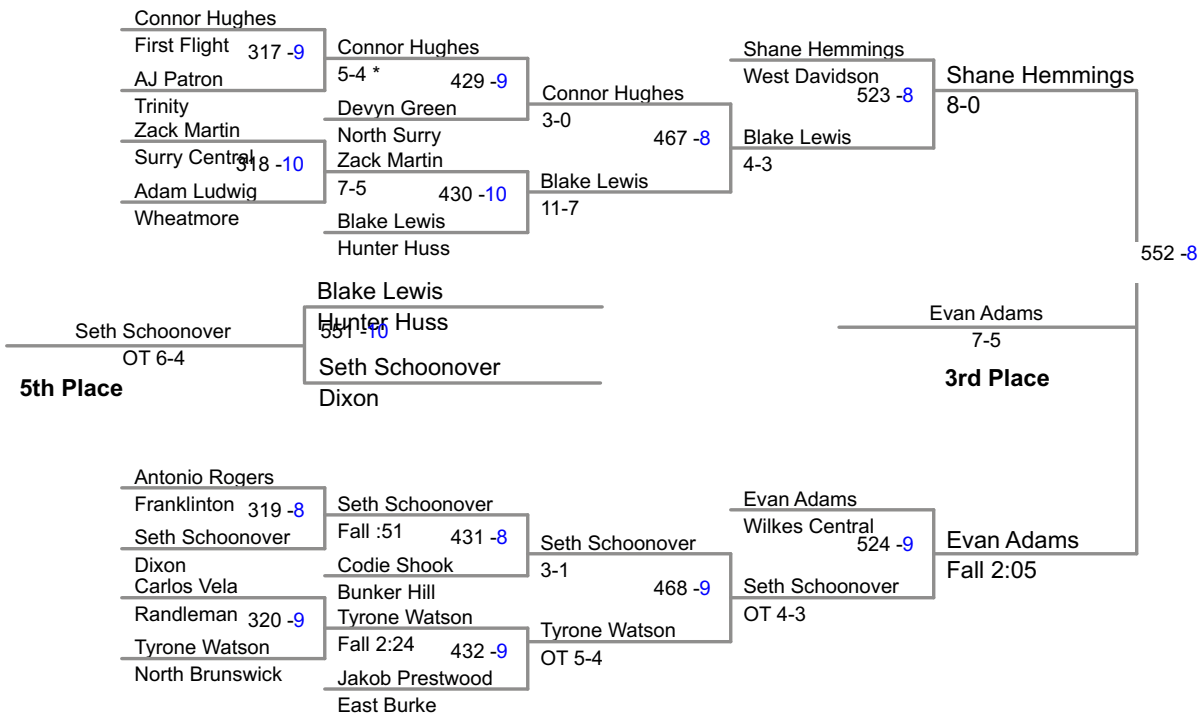 Connor Hughes
First Flight 317 -9
AJ Patron
Trinity
Zack Martin
Surry Central 318 -10
Adam Ludwig
Wheatmore
Connor Hughes
5-4 * 429 -9
Devyn Green
North Surry
Zack Martin
7-5 430 -10
Blake Lewis
Hunter Huss
Connor Hughes
3-0
467 -8
Blake Lewis
11-7
Shane Hemmings
West Davidson
523 -8
Blake Lewis
4-3
Shane Hemmings
8-0
552 -8
Blake Lewis
Hunter Huss
551 -10
Seth Schoonover
Dixon
Seth Schoonover
OT 6-4
5th Place
Evan Adams
7-5
3rd Place
Antonio Rogers
Franklinton 319 -8
Seth Schoonover
Dixon
Carlos Vela
Randleman 320 -9
Tyrone Watson
North Brunswick
Seth Schoonover
Fall :51 431 -8
Codie Shook
Bunker Hill
Tyrone Watson
Fall 2:24 432 -9
Jakob Prestwood
East Burke
Seth Schoonover
3-1
468 -9
Tyrone Watson
OT 5-4
Evan Adams
Wilkes Central
524 -9
Seth Schoonover
OT 4-3
Evan Adams
Fall 2:05